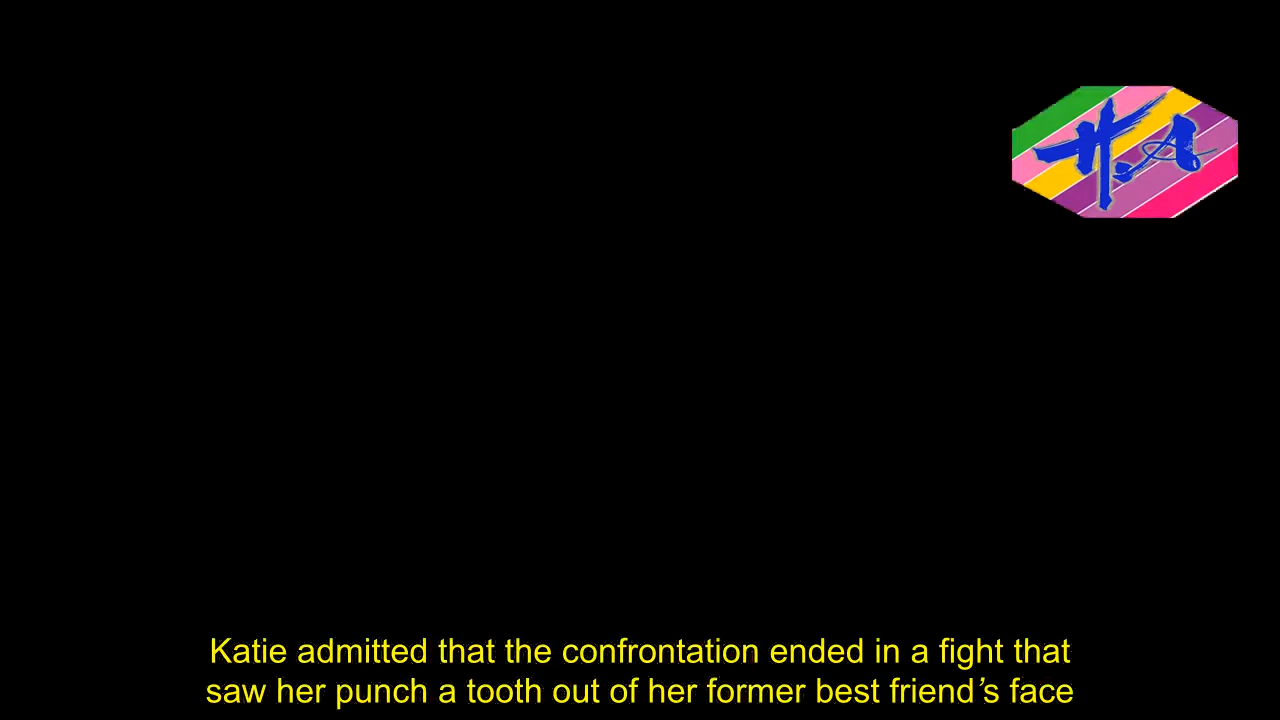 Katie admitted that the confrontation ended in a fight that
saw her punch a tooth out of her former best friend’s face